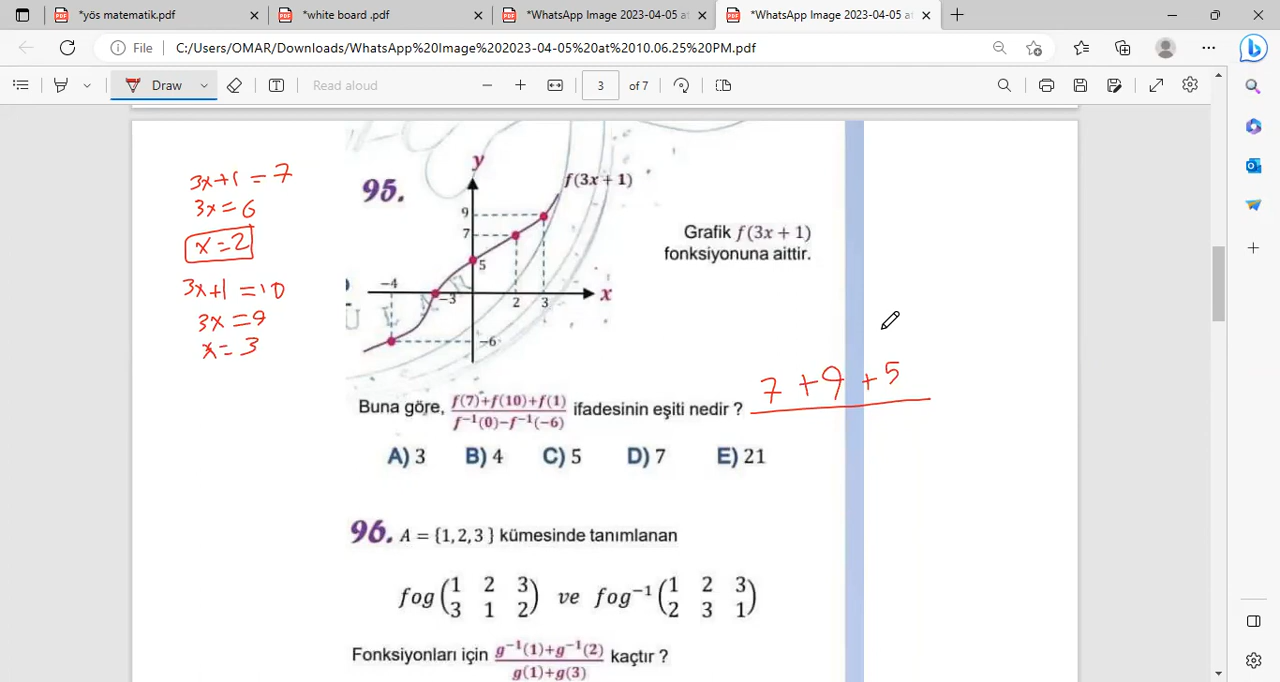 *yös matematik.pdf
*white board .pdf
*WhatsApp Image 2023-04-05 at
*WhatsApp Image 2023-04-05 at
File
C:/Users/OMAR/Downloads/WhatsApp%20Image%202023-04-05%20at%2010.06.25%20PM.pdf
Draw
Read aloud
3 of 7
3x+1 = 7
3x = 6
x = 2
3x+1 = 10
3x = 9
x = 3
95.
y
f(3x + 1)
9
7
5
-4
-3
2
3
x
-6
Grafik f(3x + 1)
fonksiyonuna aittir.
7 + 9 + 5
Buna göre, f(7)+f(10)+f(1) / f⁻¹(0)−f⁻¹(−6) ifadesinin eşiti nedir ?
A) 3 B) 4 C) 5 D) 7 E) 21
96. A = {1,2,3 } kümesinde tanımlanan
fog (1 2 3 / 3 1 2) ve fog⁻¹ (1 2 3 / 2 3 1)
Fonksiyonları için g⁻¹(1)+g⁻¹(2) / g(1)+g(3) kaçtır ?